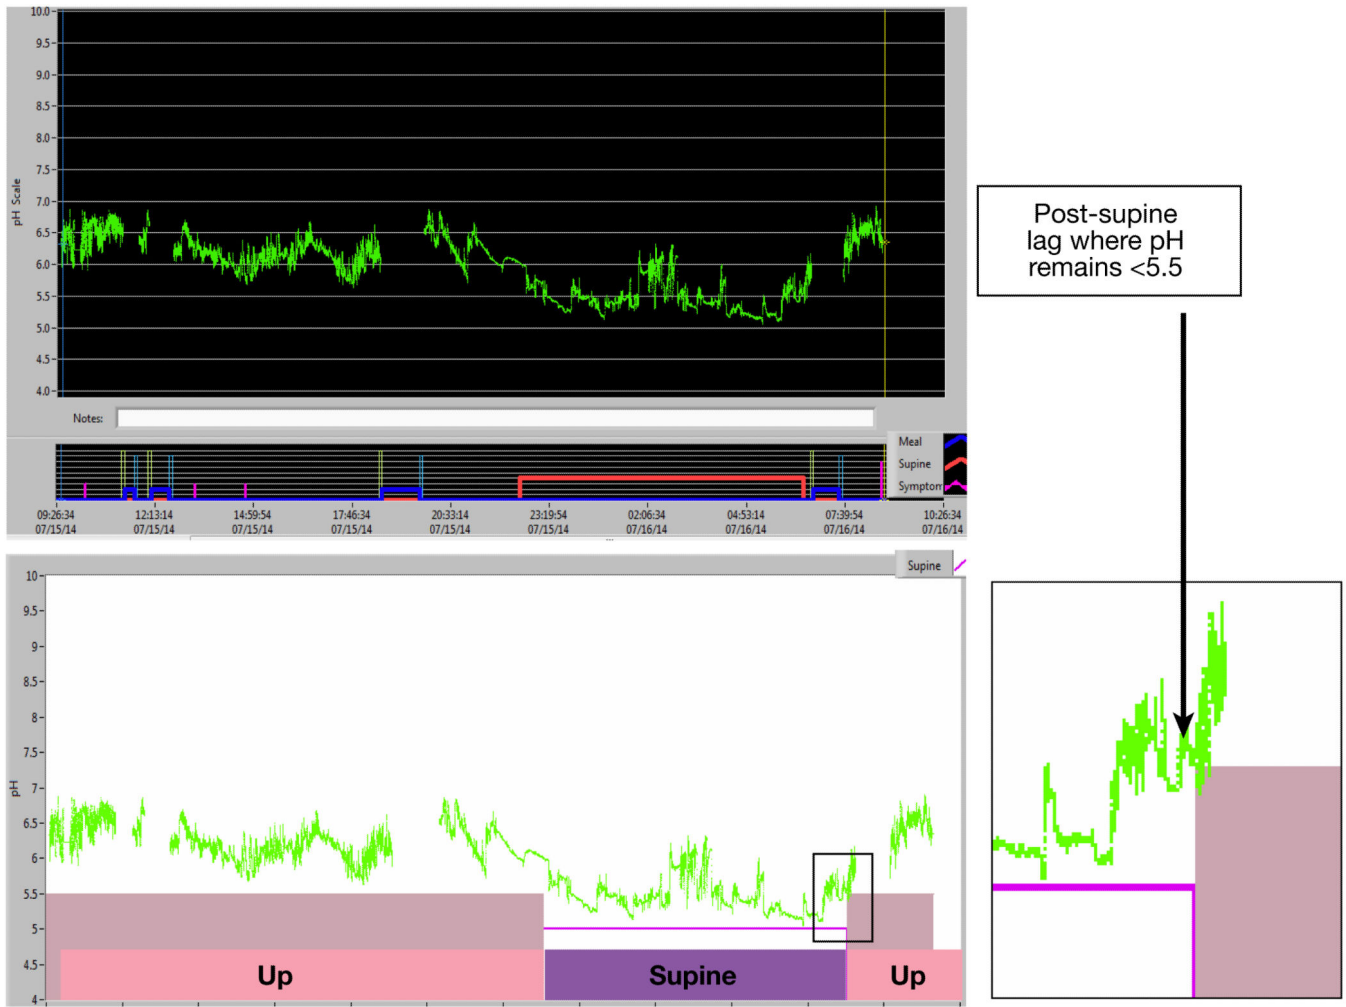 10.0
9.5
9.0
8.5
8.0
7.5
7.0
6.5
6.0
5.5
5.0
4.5
4.0
pH Scale
Notes:
Meal
Supine
Symptom
09:26:34 12:13:14 14:59:54 17:46:34 20:33:14 23:19:54 02:06:34 04:53:14 07:39:54 10:26:34
07/15/14 07/15/14 07/15/14 07/15/14 07/15/14 07/15/14 07/16/14 07/16/14 07/16/14 07/16/14
Post-supine
lag where pH
remains <5.5
Supine
10
9.5
9
8.5
8
7.5
7
6.5
6
5.5
5
4.5
4
pH
Up Supine Up